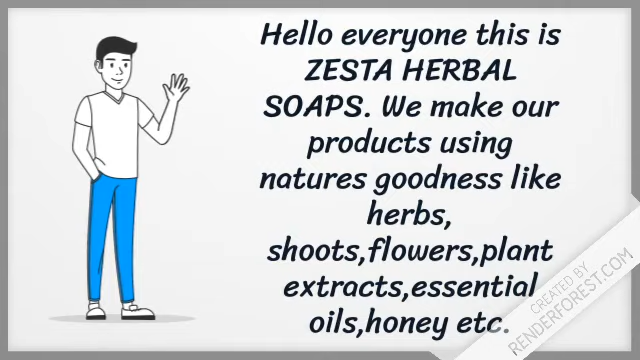 Hello everyone this is
ZESTA HERBAL
SOAPS. We make our
products using
natures goodness like
herbs,
shoots,flowers,plant
extracts,essential
oils,honey etc.
CREATED BY
RENDERFOREST.COM